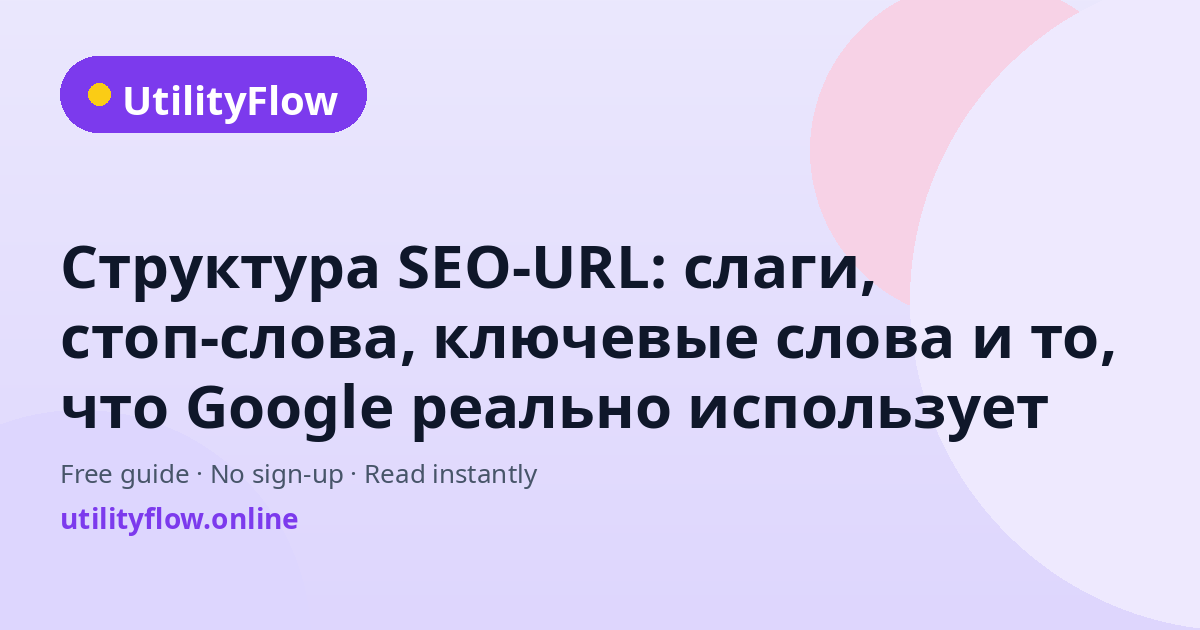 UtilityFlow
Структура SEO-URL: слаги,
стоп-слова, ключевые слова и то,
что Google реально использует
Free guide · No sign-up · Read instantly
utilityflow.online